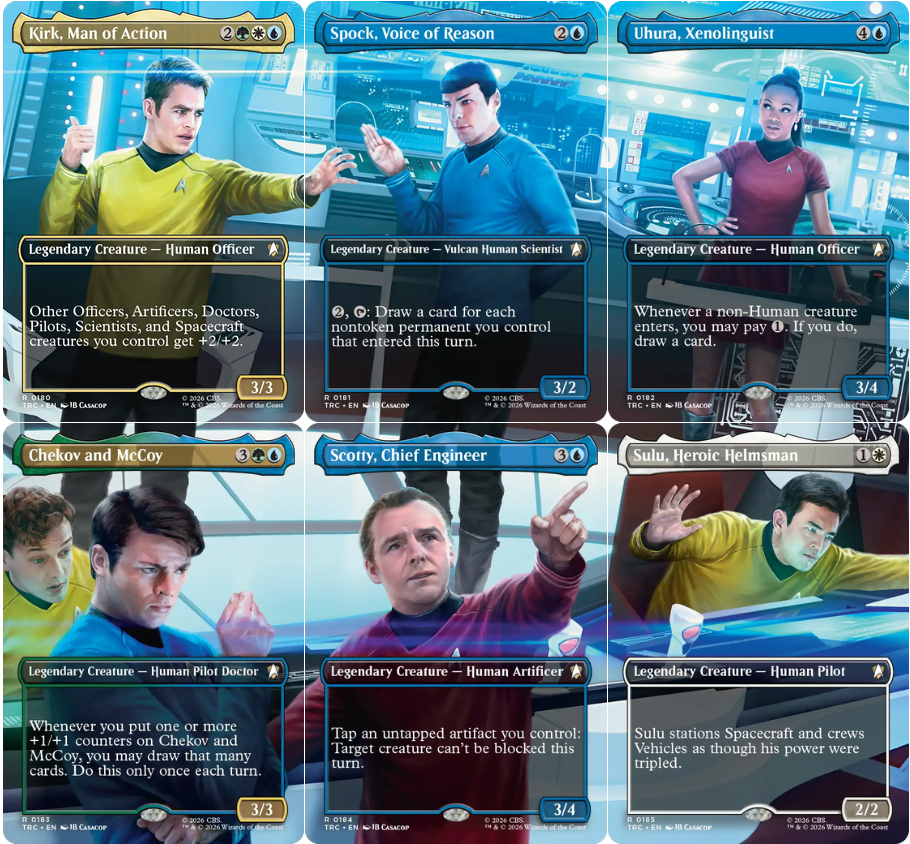 Kirk, Man of Action 2
Legendary Creature — Human Officer
Other Officers, Artificers, Doctors,
Pilots, Scientists, and Spacecraft
creatures you control get +2/+2.
3/3
R 0180
TRC • EN JB Casacop
© 2026 CBS.
™ & © 2026 Wizards of the Coast
Spock, Voice of Reason 2
Legendary Creature — Vulcan Human Scientist
2, : Draw a card for each
nontoken permanent you control
that entered this turn.
3/2
R 0181
TRC • EN JB Casacop
© 2026 CBS.
™ & © 2026 Wizards of the Coast
Uhura, Xenolinguist 4
Legendary Creature — Human Officer
Whenever a non-Human creature
enters, you may pay 1. If you do,
draw a card.
3/4
R 0182
TRC • EN JB Casacop
© 2026 CBS.
™ & © 2026 Wizards of the Coast
Chekov and McCoy 3
Legendary Creature — Human Pilot Doctor
Whenever you put one or more
+1/+1 counters on Chekov and
McCoy, you may draw that many
cards. Do this only once each turn.
3/3
R 0183
TRC • EN JB Casacop
© 2026 CBS.
™ & © 2026 Wizards of the Coast
Scotty, Chief Engineer 3
Legendary Creature — Human Artificer
Tap an untapped artifact you control:
Target creature can't be blocked this
turn.
3/4
R 0184
TRC • EN JB Casacop
© 2026 CBS.
™ & © 2026 Wizards of the Coast
Sulu, Heroic Helmsman 1
Legendary Creature — Human Pilot
Sulu stations Spacecraft and crews
Vehicles as though his power were
tripled.
2/2
R 0185
TRC • EN JB Casacop
© 2026 CBS.
™ & © 2026 Wizards of the Coast